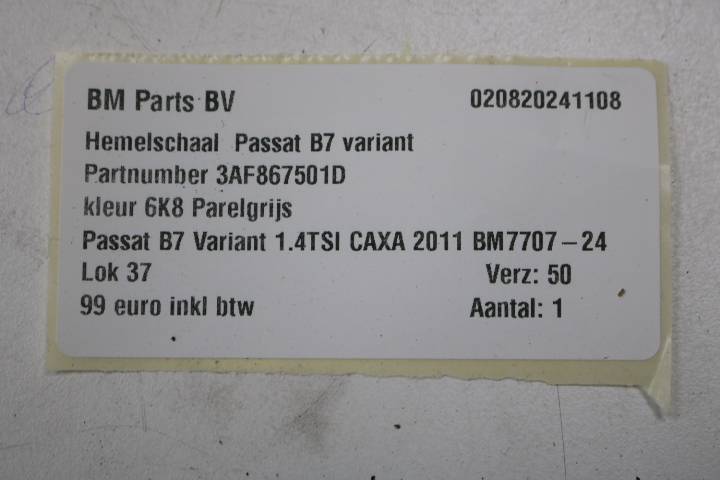 BM Parts BV 020820241108
Hemelschaal Passat B7 variant
Partnumber 3AF867501D
kleur 6K8 Parelgrijs
Passat B7 Variant 1.4TSI CAXA 2011 BM7707-24
Lok 37 Verz: 50
99 euro inkl btw Aantal: 1